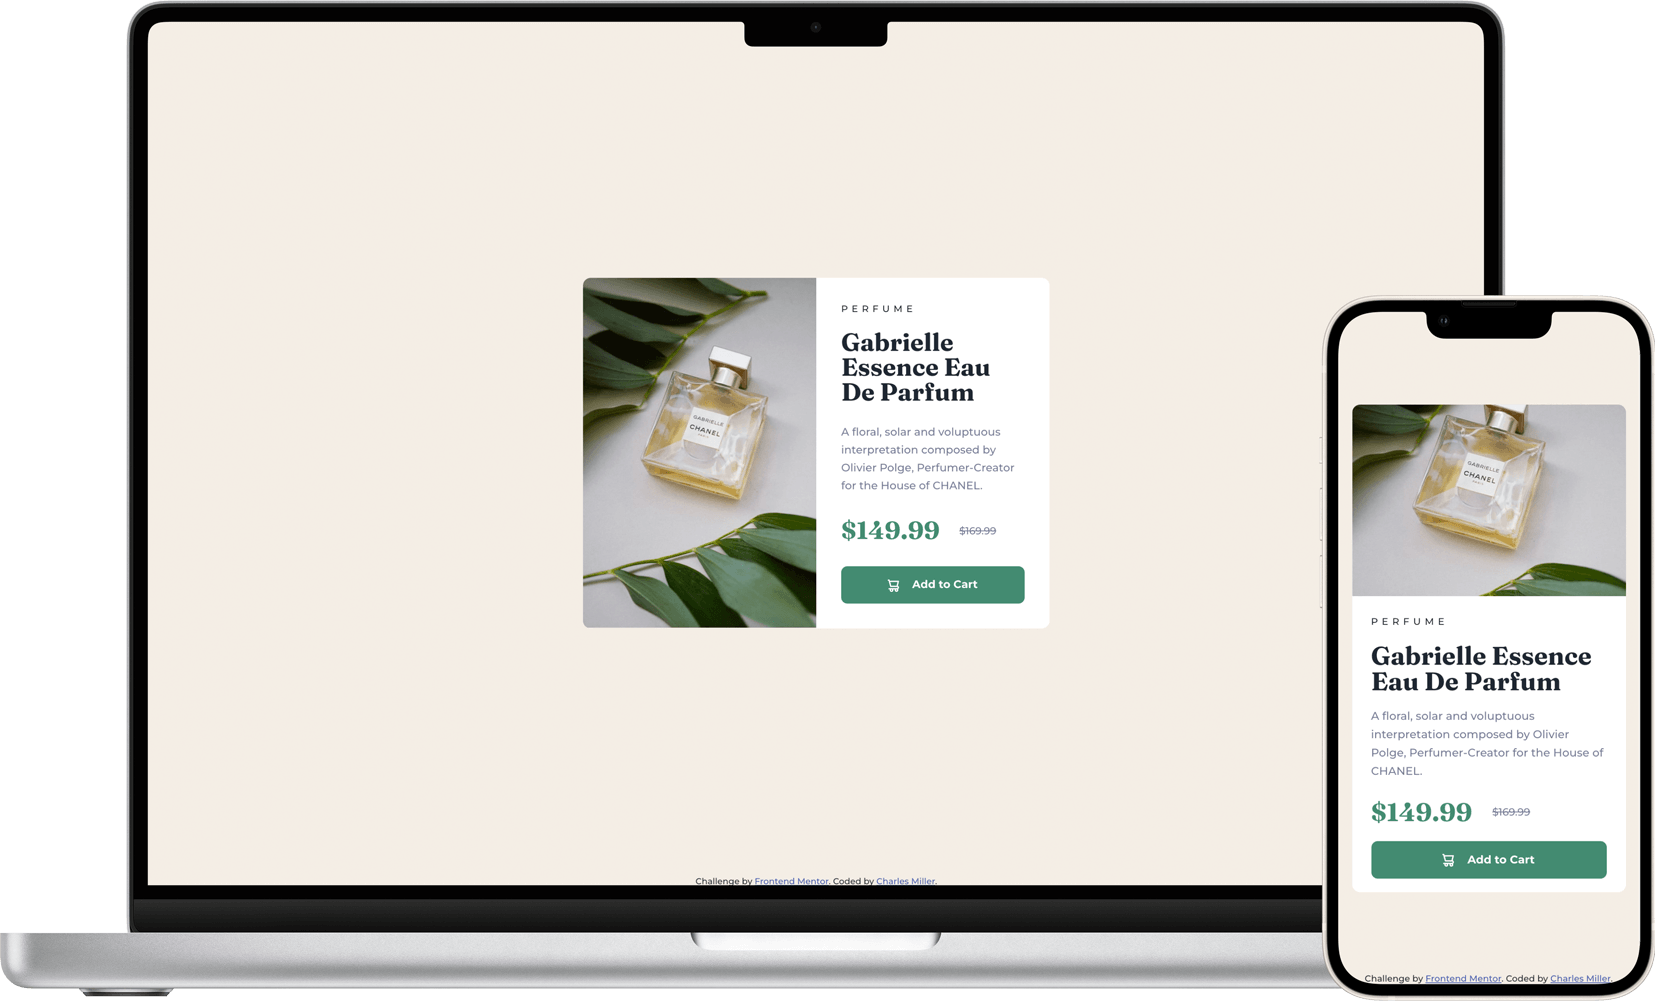 PERFUME
Gabrielle
Essence Eau
De Parfum
A floral, solar and voluptuous
interpretation composed by
Olivier Polge, Perfumer-Creator
for the House of CHANEL.
$149.99 $169.99
Add to Cart
GABRIELLE
CHANEL
PARIS
Challenge by Frontend Mentor. Coded by Charles Miller.
GABRIELLE
CHANEL
PARIS
PERFUME
Gabrielle Essence
Eau De Parfum
A floral, solar and voluptuous
interpretation composed by Olivier
Polge, Perfumer-Creator for the House of
CHANEL.
$149.99 $169.99
Add to Cart
Challenge by Frontend Mentor. Coded by Charles Miller.